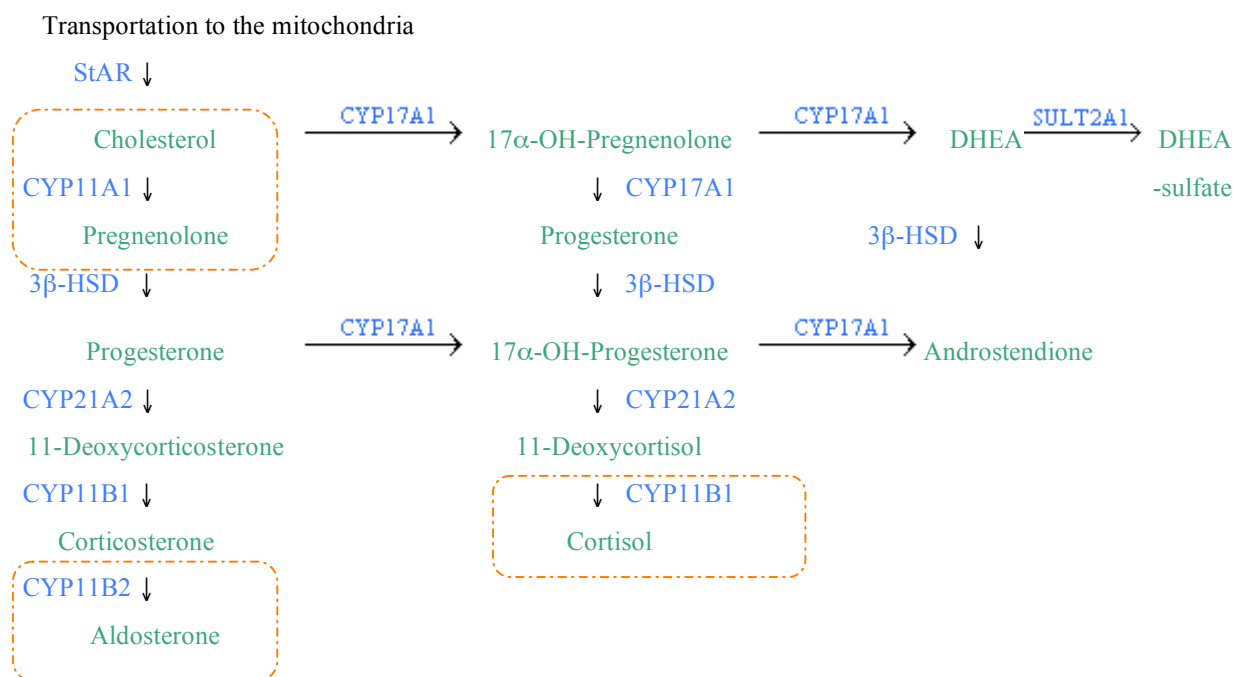 Transportation to the mitochondria
StAR ↓
CYP17A1 CYP17A1 SULT2A1
Cholesterol 17α-OH-Pregnenolone DHEA DHEA
CYP11A1 ↓ ↓ CYP17A1 -sulfate
Pregnenolone Progesterone 3β-HSD ↓
3β-HSD ↓ ↓ 3β-HSD
CYP17A1 CYP17A1
Progesterone 17α-OH-Progesterone Androstendione
CYP21A2 ↓ ↓ CYP21A2
11-Deoxycorticosterone 11-Deoxycortisol
CYP11B1 ↓ ↓ CYP11B1
Corticosterone Cortisol
CYP11B2 ↓
Aldosterone